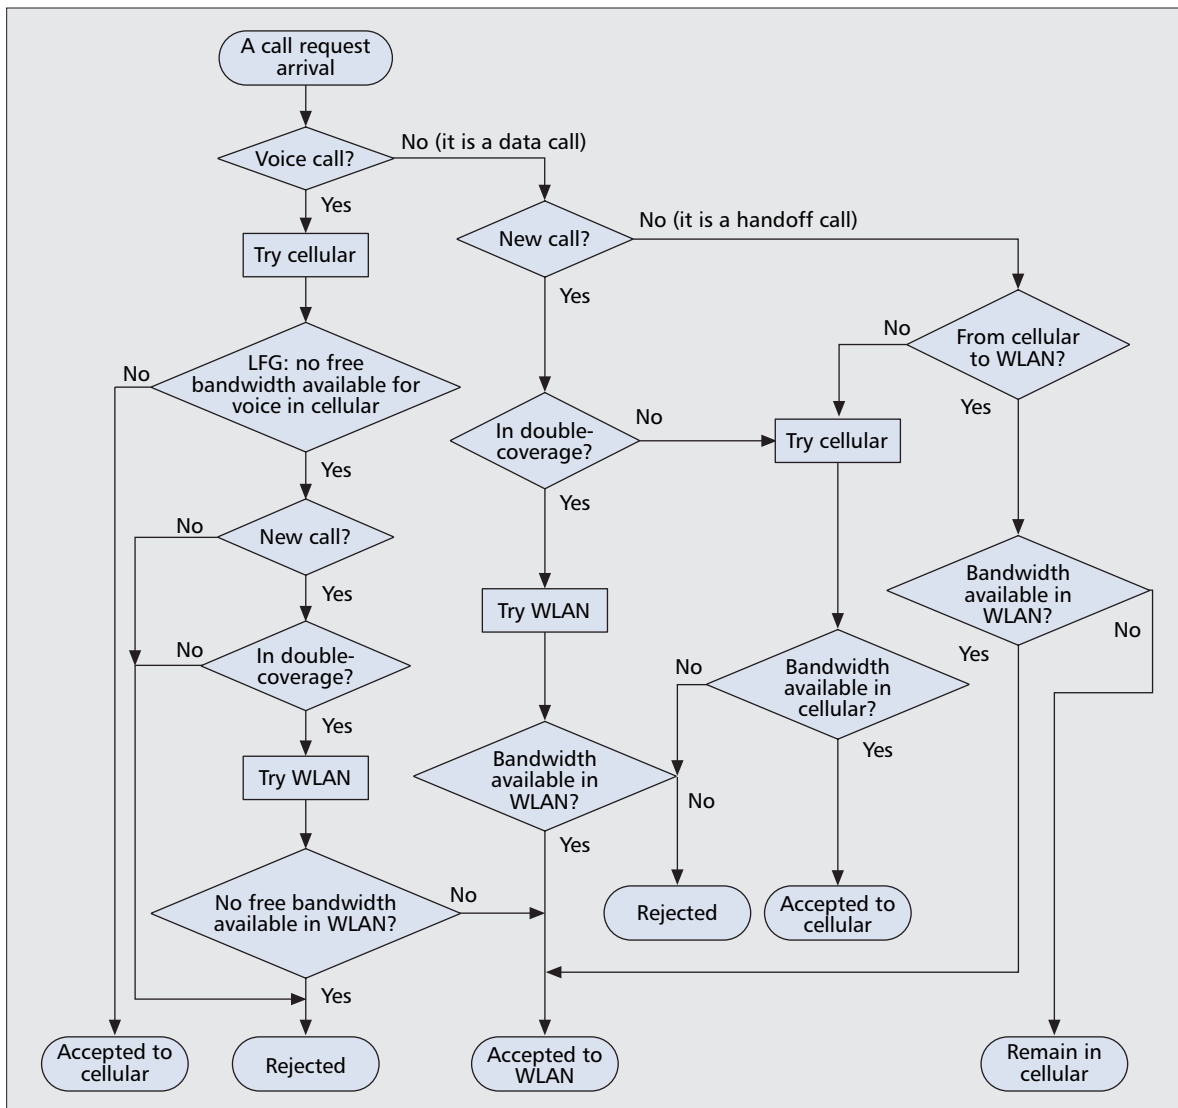 A call request
arrival
Voice call?
No (it is a data call)
Yes
Try cellular
LFG: no free
bandwidth available for
voice in cellular
No
Yes
New call?
No
Yes
In double-
coverage?
No
Yes
Try WLAN
No free bandwidth
available in WLAN?
No
Yes
Accepted to
cellular
Rejected
New call?
No (it is a handoff call)
Yes
In double-
coverage?
No
Yes
Try WLAN
Bandwidth
available in
WLAN?
No
Yes
Accepted to
WLAN
From cellular
to WLAN?
No
Yes
Try cellular
Bandwidth
available in
cellular?
No
Yes
Rejected
Accepted to
cellular
Bandwidth
available in
WLAN?
No
Yes
Remain in
cellular